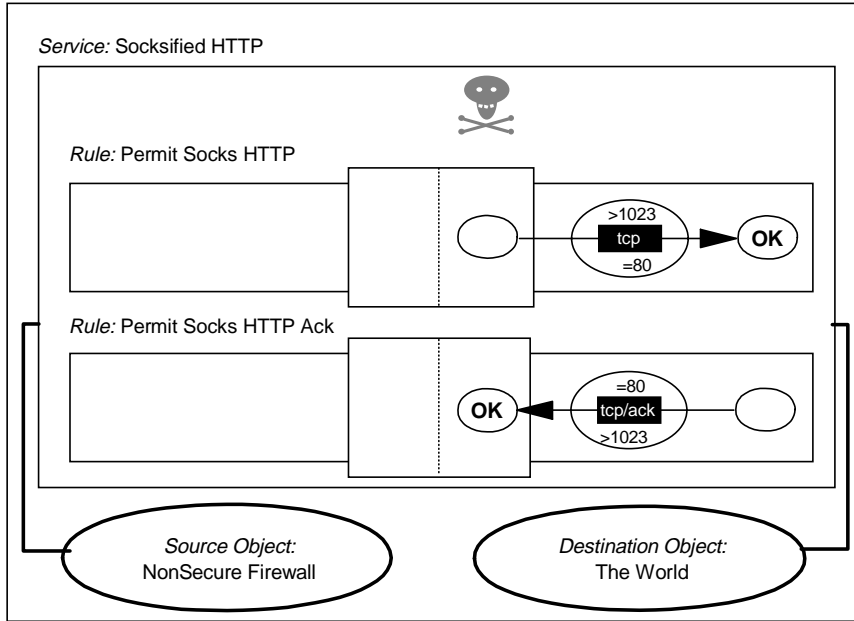 Service: Socksified HTTP
Rule: Permit Socks HTTP
>1023
tcp
=80
OK
Rule: Permit Socks HTTP Ack
OK
=80
tcp/ack
>1023
Source Object:
NonSecure Firewall
Destination Object:
The World